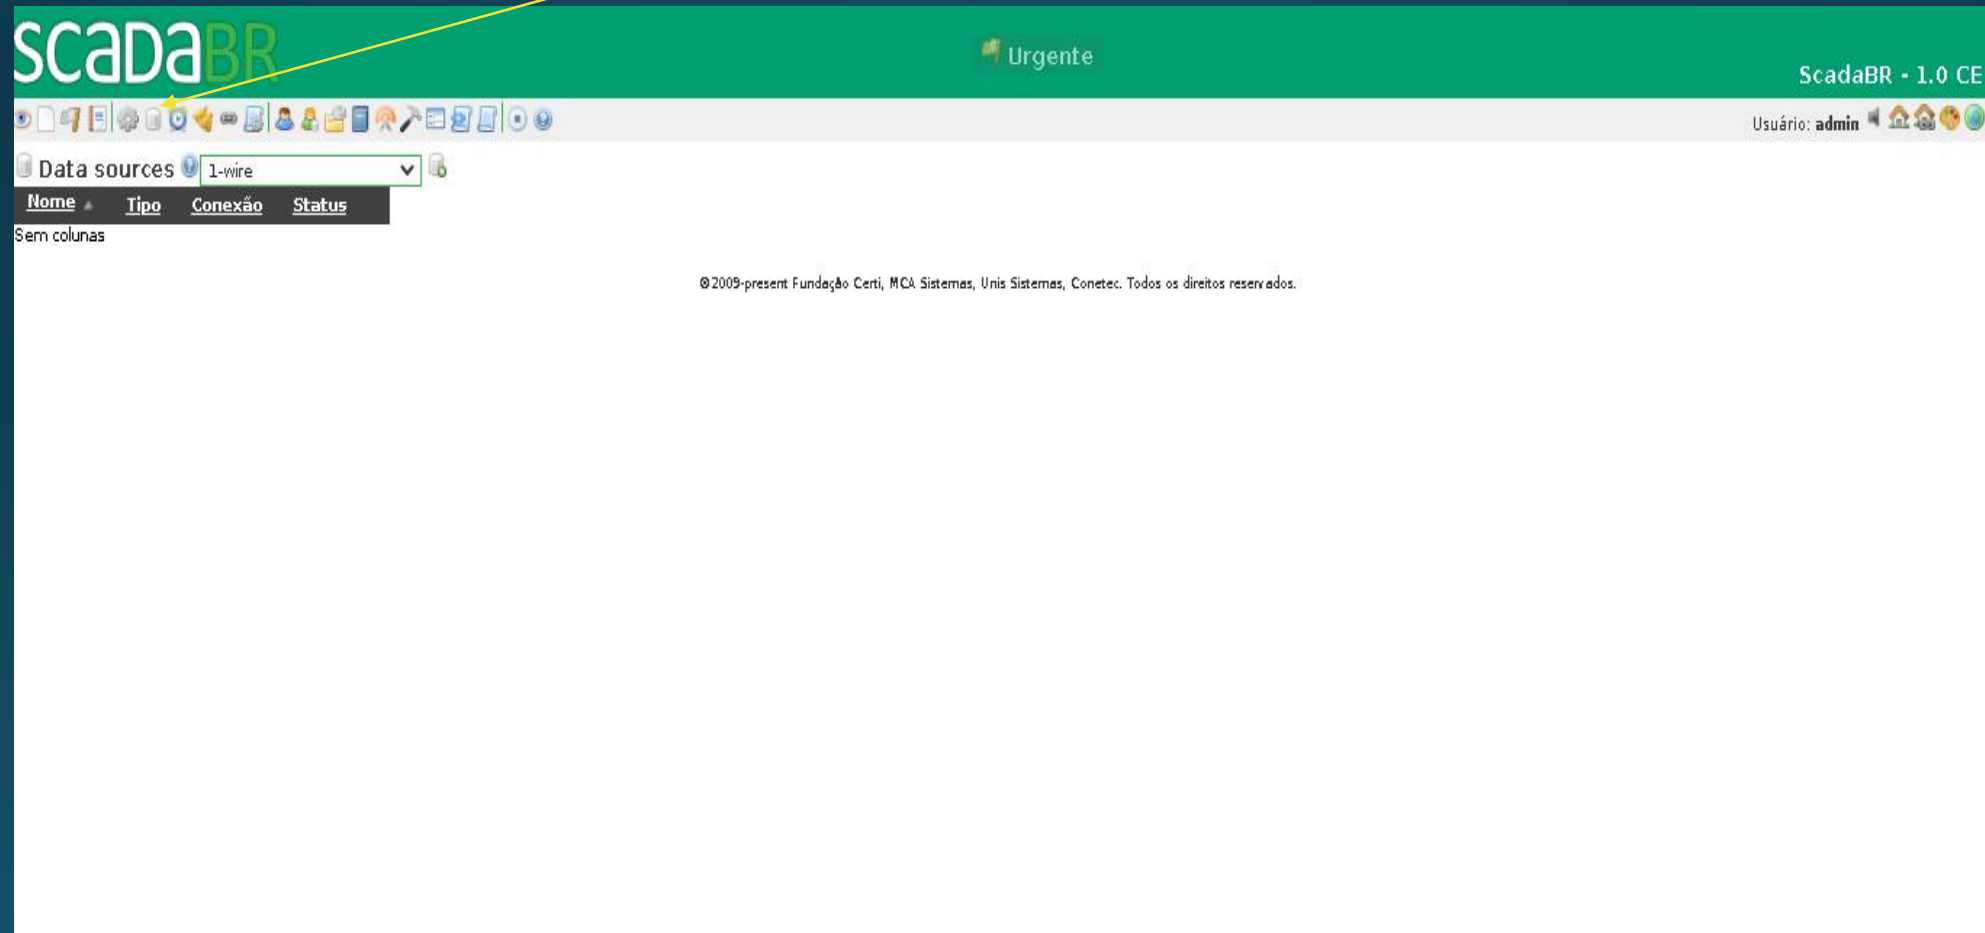 scadaBR
Urgente
ScadaBR - 1.0 CE
Usuário: admin
Data sources 1-wire
Nome Tipo Conexão Status
Sem colunas
©2009-present Fundação Certi, MCA Sistemas, Unis Sistemas, Conetec. Todos os direitos reservados.